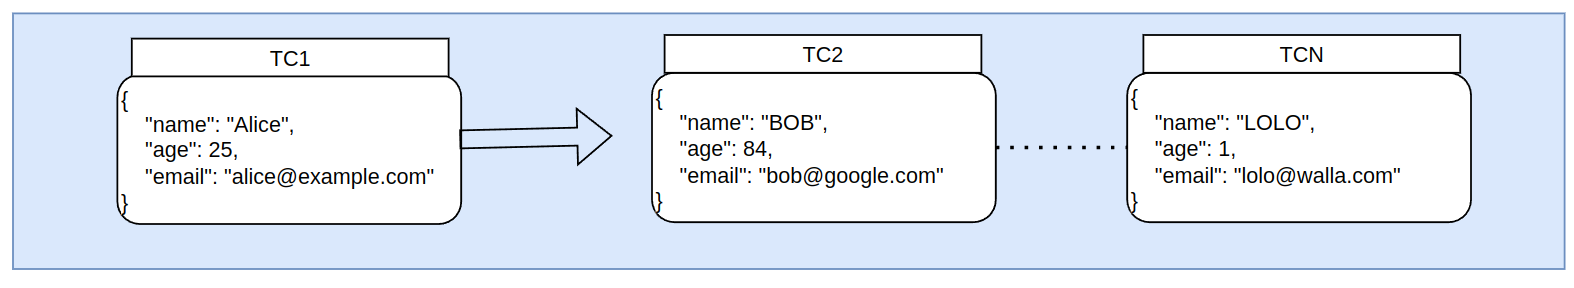 TC1
{
"name": "Alice",
"age": 25,
"email": "alice@example.com"
}
TC2
{
"name": "BOB",
"age": 84,
"email": "bob@google.com"
}
TCN
{
"name": "LOLO",
"age": 1,
"email": "lolo@walla.com"
}